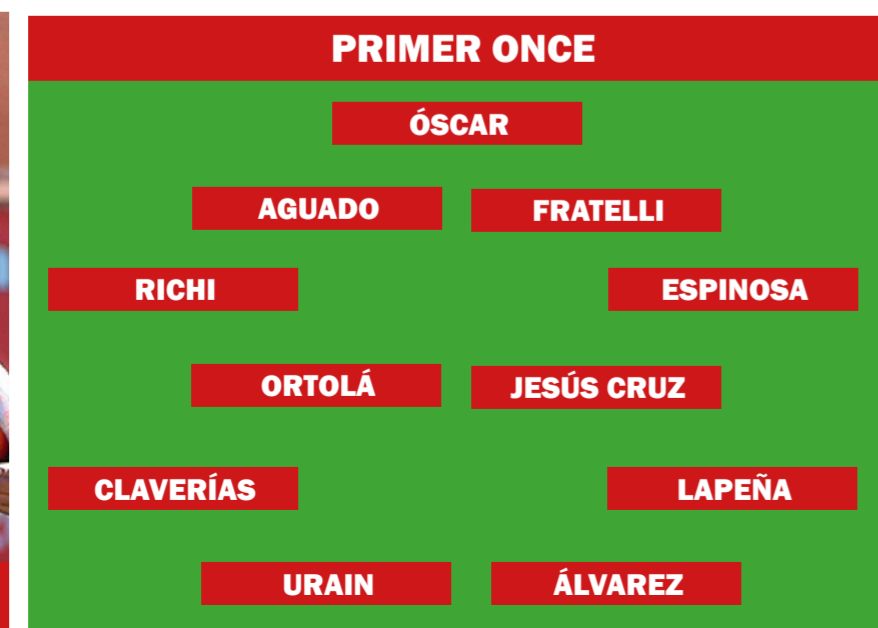 PRIMER ONCE
ÓSCAR
AGUADO FRATELLI
RICHI ESPINOSA
ORTOLÁ JESÚS CRUZ
CLAVERÍAS LAPEÑA
URAIN ÁLVAREZ